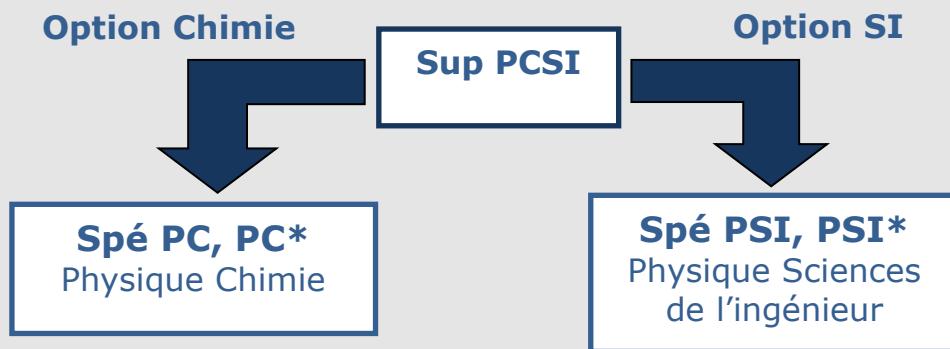 Option Chimie
Option SI
Sup PCSI
Spé PC, PC*
Physique Chimie
Spé PSI, PSI*
Physique Sciences
de l'ingénieur